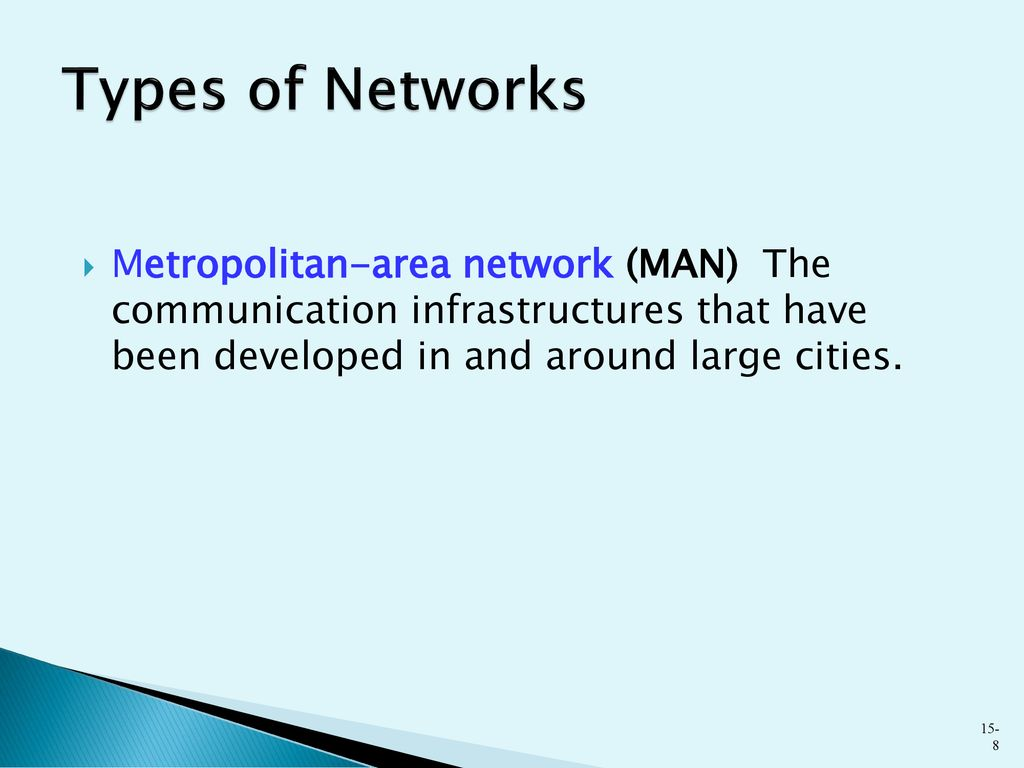 Types of Networks
Metropolitan-area network (MAN)  The
communication infrastructures that have
been developed in and around large cities.
15-
8